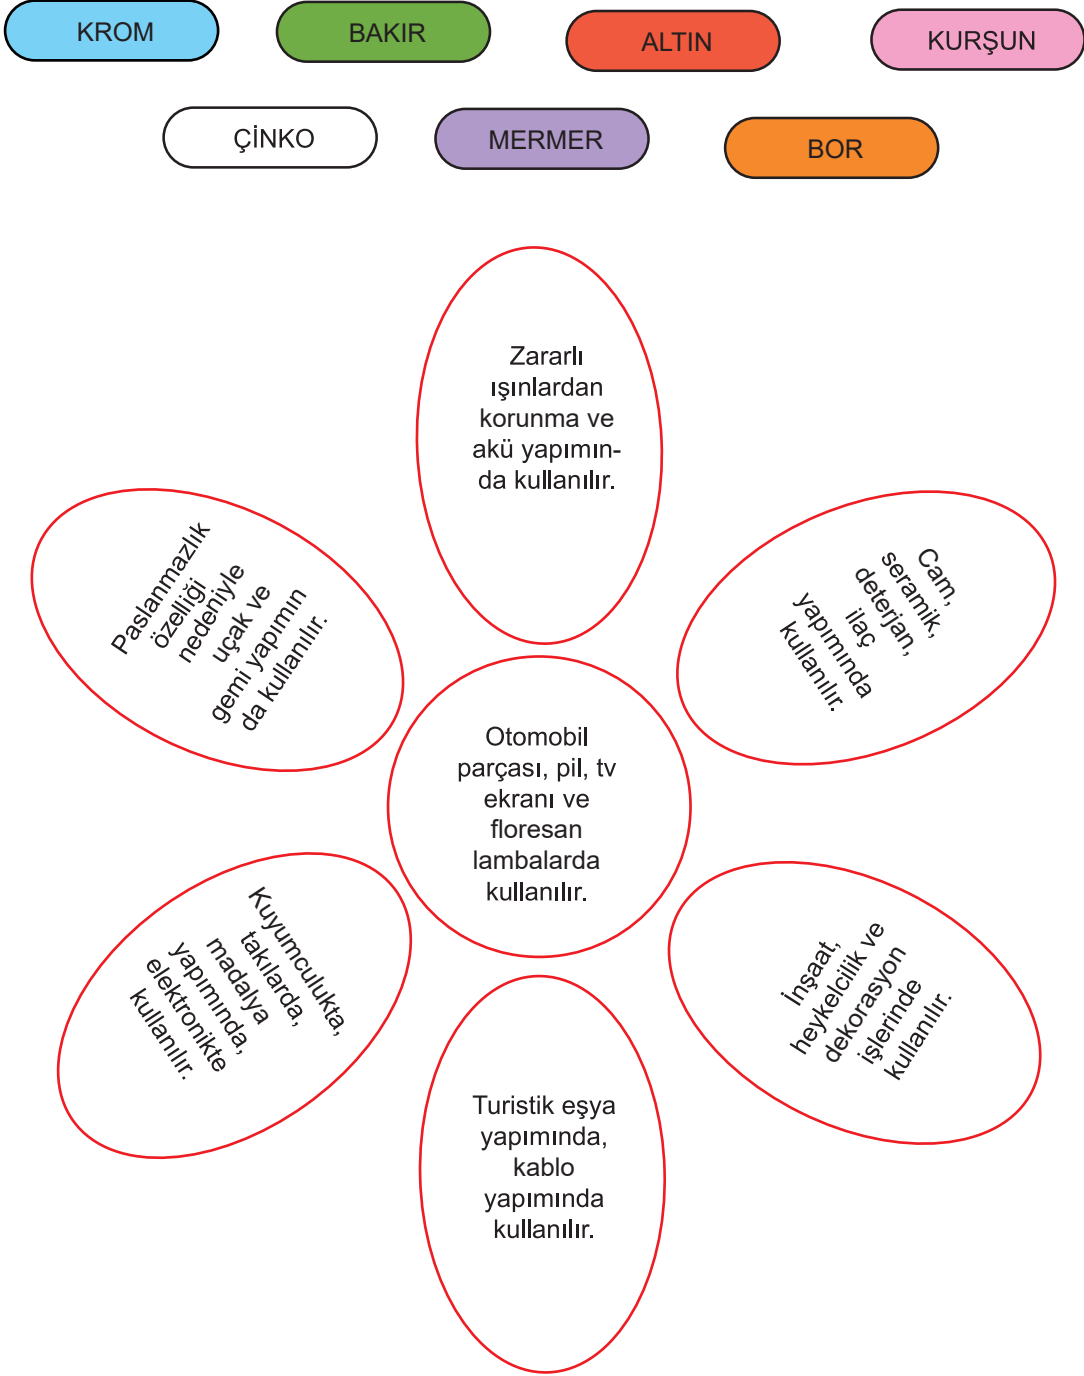 KROM
BAKIR
ALTIN
KURŞUN
ÇİNKO
MERMER
BOR
Zararlı
ışınlardan
korunma ve
akü yapımın-
da kullanılır.
Paslanmazlık
özelliği
nedeniyle
uçak ve
gemi yapımın
da kullanılır.
Cam,
seramik,
deterjan,
ilaç
yapımında
kullanılır.
Otomobil
parçası, pil, tv
ekranı ve
floresan
lambalarda
kullanılır.
Kuyumculukta,
takılarda,
madalya
yapımında,
elektronikte
kullanılır.
İnşaat,
heykelcilik ve
dekorasyon
işlerinde
kullanılır.
Turistik eşya
yapımında,
kablo
yapımında
kullanılır.